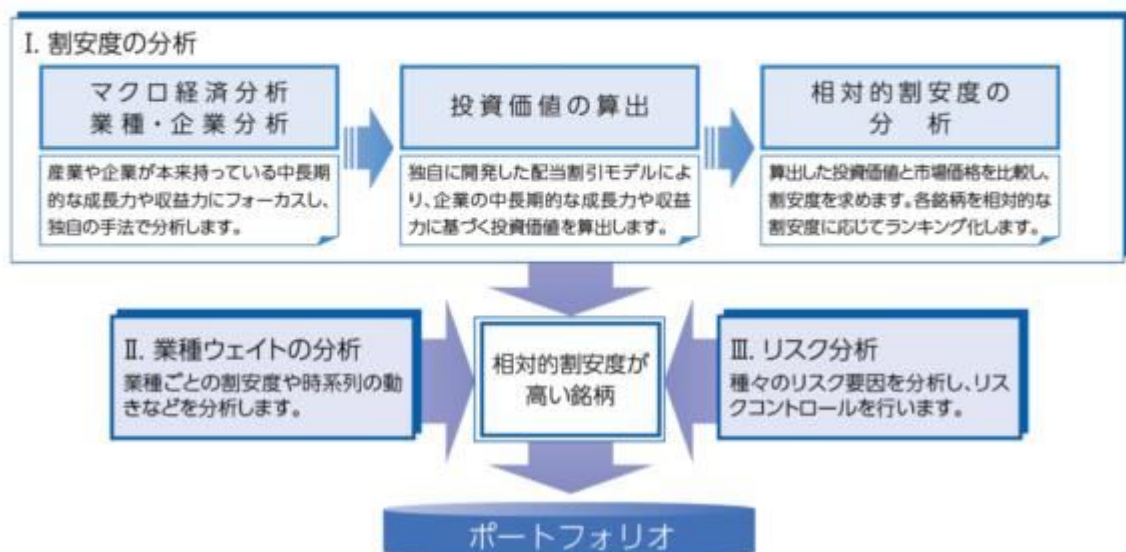 I. 割安度の分析
マクロ経済分析
業種・企業分析
産業や企業が本来持っている中長期
的な成長力や収益力にフォーカスし、
独自の手法で分析します。
投資価値の算出
独自に開発した配当割引モデルによ
り、企業の中長期的な成長力や収益
力に基づく投資価値を算出します。
相対的割安度の
分 析
算出した投資価値と市場価格を比較し、
割安度を求めます。各銘柄を相対的な
割安度に応じてランキング化します。
Ⅱ. 業種ウェイトの分析
業種ごとの割安度や時系列の動
きなどを分析します。
相対的割安度が
高い銘柄
Ⅲ. リスク分析
種々のリスク要因を分析し、リス
クコントロールを行います。
ポートフォリオ